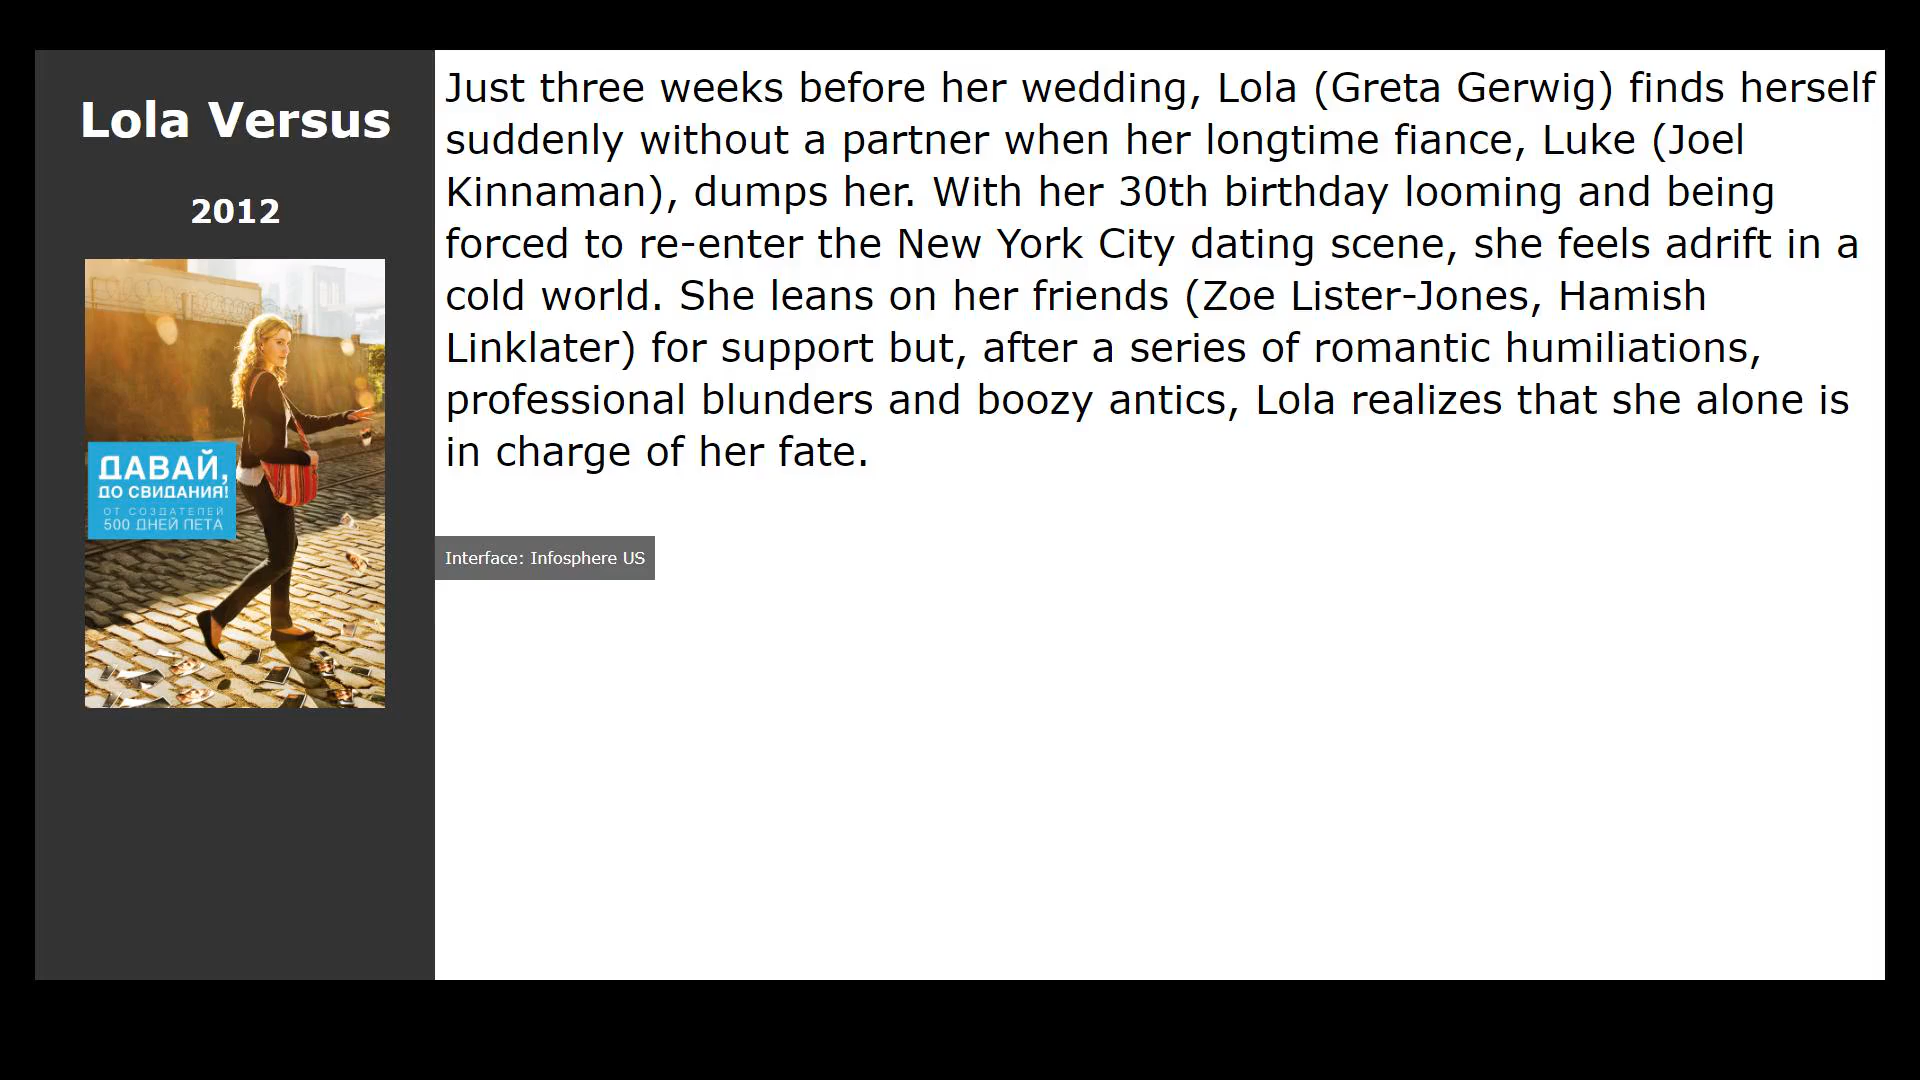 Lola Versus
2012
ДАВАЙ,
ДО СВИДАНИЯ!
ОТ СОЗДАТЕЛЕЙ
500 ДНЕЙ ЛЕТА
Just three weeks before her wedding, Lola (Greta Gerwig) finds herself
suddenly without a partner when her longtime fiance, Luke (Joel
Kinnaman), dumps her. With her 30th birthday looming and being
forced to re-enter the New York City dating scene, she feels adrift in a
cold world. She leans on her friends (Zoe Lister-Jones, Hamish
Linklater) for support but, after a series of romantic humiliations,
professional blunders and boozy antics, Lola realizes that she alone is
in charge of her fate.
Interface: Infosphere US